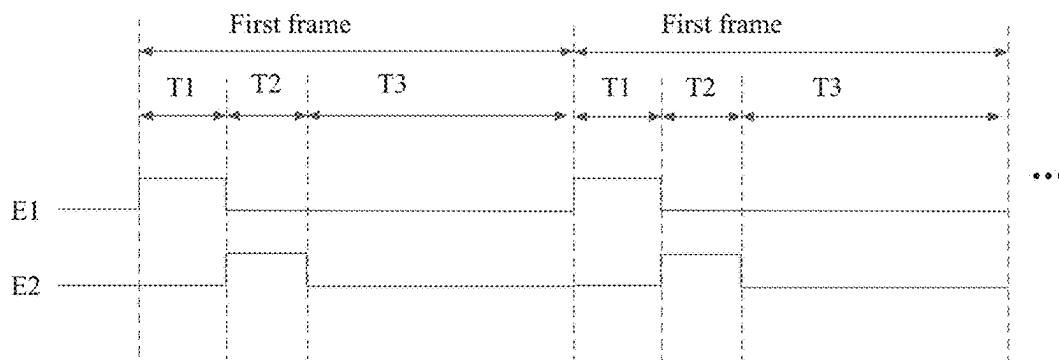 First frame First frame
T1 T2 T3 T1 T2 T3
...
E1
E2